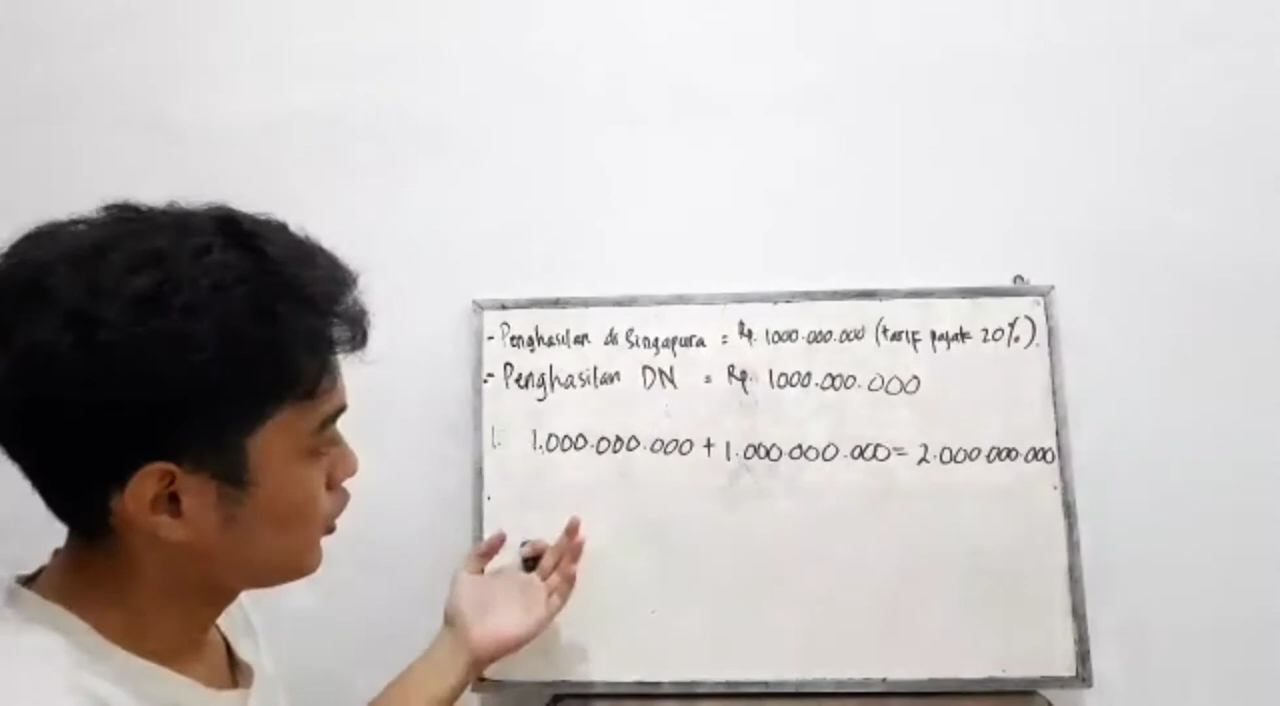 - Penghasilan di Singapura = Rp. 1000.000.000 (tarif pajak 20%).
- Penghasilan DN = Rp. 1000.000.000
1. 1.000.000.000 + 1.000.000.000 = 2.000.000.000